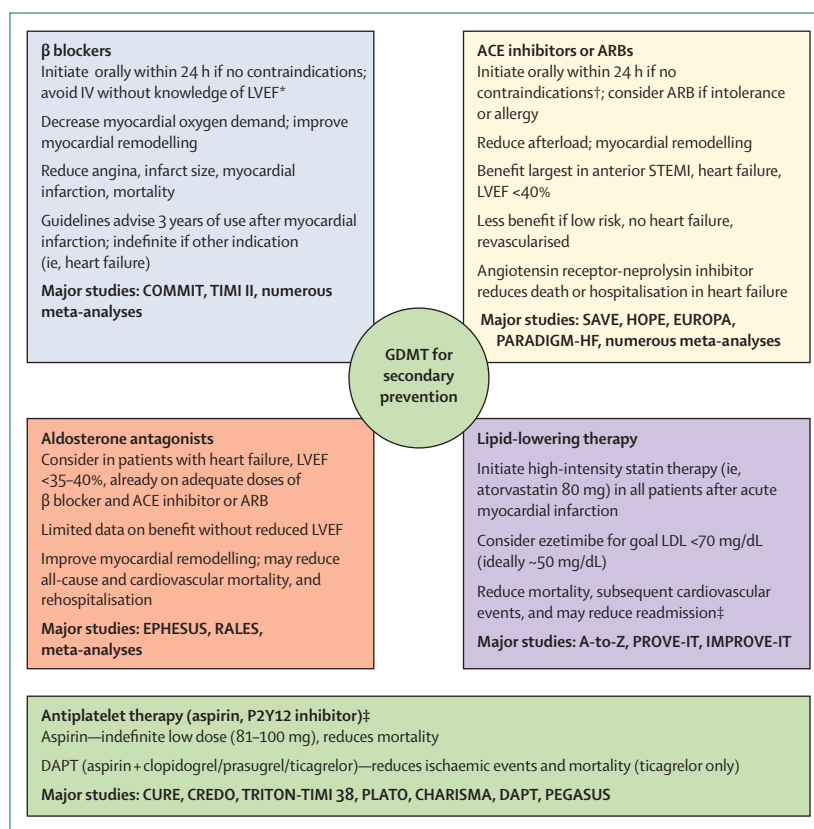 β blockers
Initiate orally within 24 h if no contraindications;
avoid IV without knowledge of LVEF*
Decrease myocardial oxygen demand; improve
myocardial remodelling
Reduce angina, infarct size, myocardial
infarction, mortality
Guidelines advise 3 years of use after myocardial
infarction; indefinite if other indication
(ie, heart failure)
Major studies: COMMIT, TIMI II, numerous
meta-analyses
ACE inhibitors or ARBs
Initiate orally within 24 h if no
contraindications†; consider ARB if intolerance
or allergy
Reduce afterload; myocardial remodelling
Benefit largest in anterior STEMI, heart failure,
LVEF <40%
Less benefit if low risk, no heart failure,
revascularised
Angiotensin receptor-neprolysin inhibitor
reduces death or hospitalisation in heart failure
Major studies: SAVE, HOPE, EUROPA,
PARADIGM-HF, numerous meta-analyses
GDMT for
secondary
prevention
Aldosterone antagonists
Consider in patients with heart failure, LVEF
<35–40%, already on adequate doses of
β blocker and ACE inhibitor or ARB
Limited data on benefit without reduced LVEF
Improve myocardial remodelling; may reduce
all-cause and cardiovascular mortality, and
rehospitalisation
Major studies: EPHESUS, RALES,
meta-analyses
Lipid-lowering therapy
Initiate high-intensity statin therapy (ie,
atorvastatin 80 mg) in all patients after acute
myocardial infarction
Consider ezetimibe for goal LDL <70 mg/dL
(ideally ~50 mg/dL)
Reduce mortality, subsequent cardiovascular
events, and may reduce readmission‡
Major studies: A-to-Z, PROVE-IT, IMPROVE-IT
Antiplatelet therapy (aspirin, P2Y12 inhibitor)‡
Aspirin—indefinite low dose (81–100 mg), reduces mortality
DAPT (aspirin + clopidogrel/prasugrel/ticagrelor)—reduces ischaemic events and mortality (ticagrelor only)
Major studies: CURE, CREDO, TRITON-TIMI 38, PLATO, CHARISMA, DAPT, PEGASUS